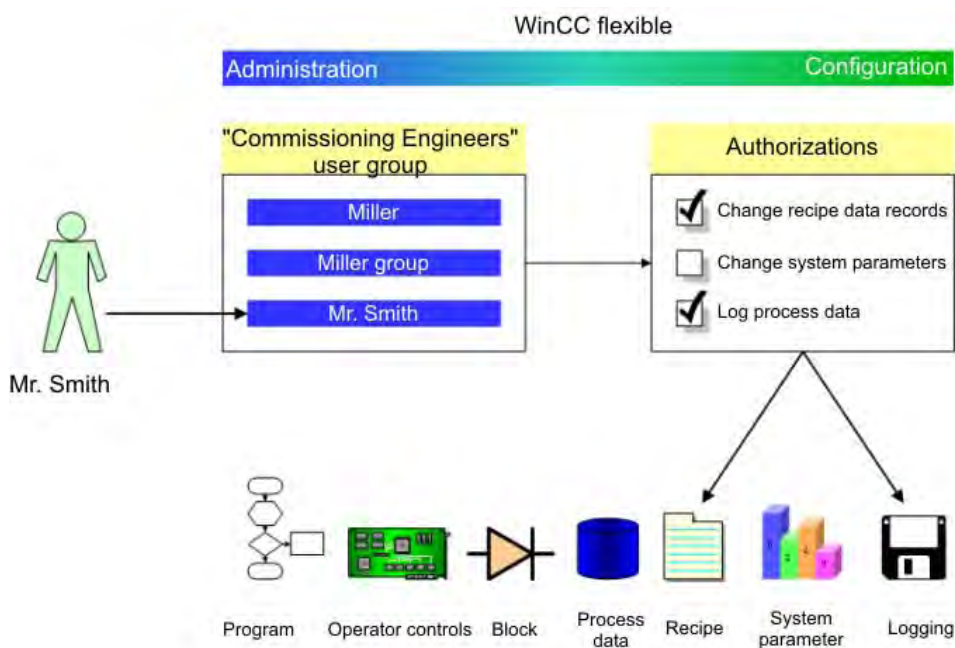 WinCC flexible
Administration
Configuration
"Commissioning Engineers"
user group
Authorizations
Miller
Miller group
Mr. Smith
Change recipe data records
Change system parameters
Log process data
Mr. Smith
Program
Operator controls
Block
Process
data
Recipe
System
parameter
Logging